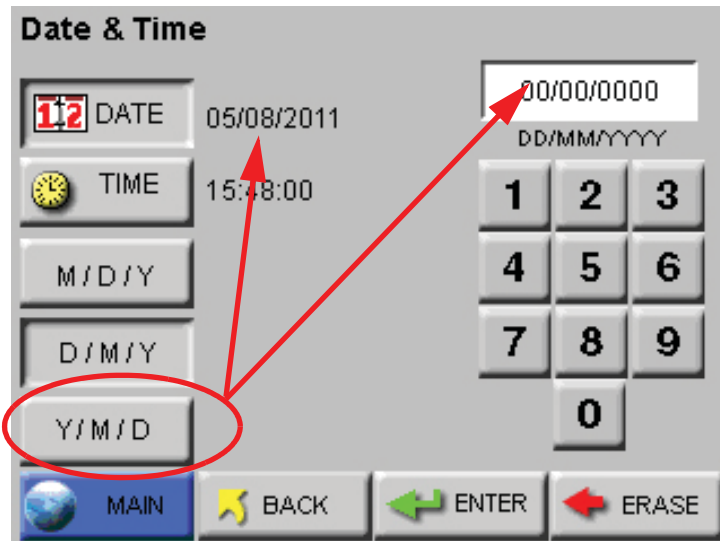 Date & Time
DATE
05/08/2011
TIME
15:48:00
M/D/Y
D/M/Y
Y/M/D
00/00/0000
DD/MM/YYYY
1 2 3
4 5 6
7 8 9
0
MAIN BACK ENTER ERASE